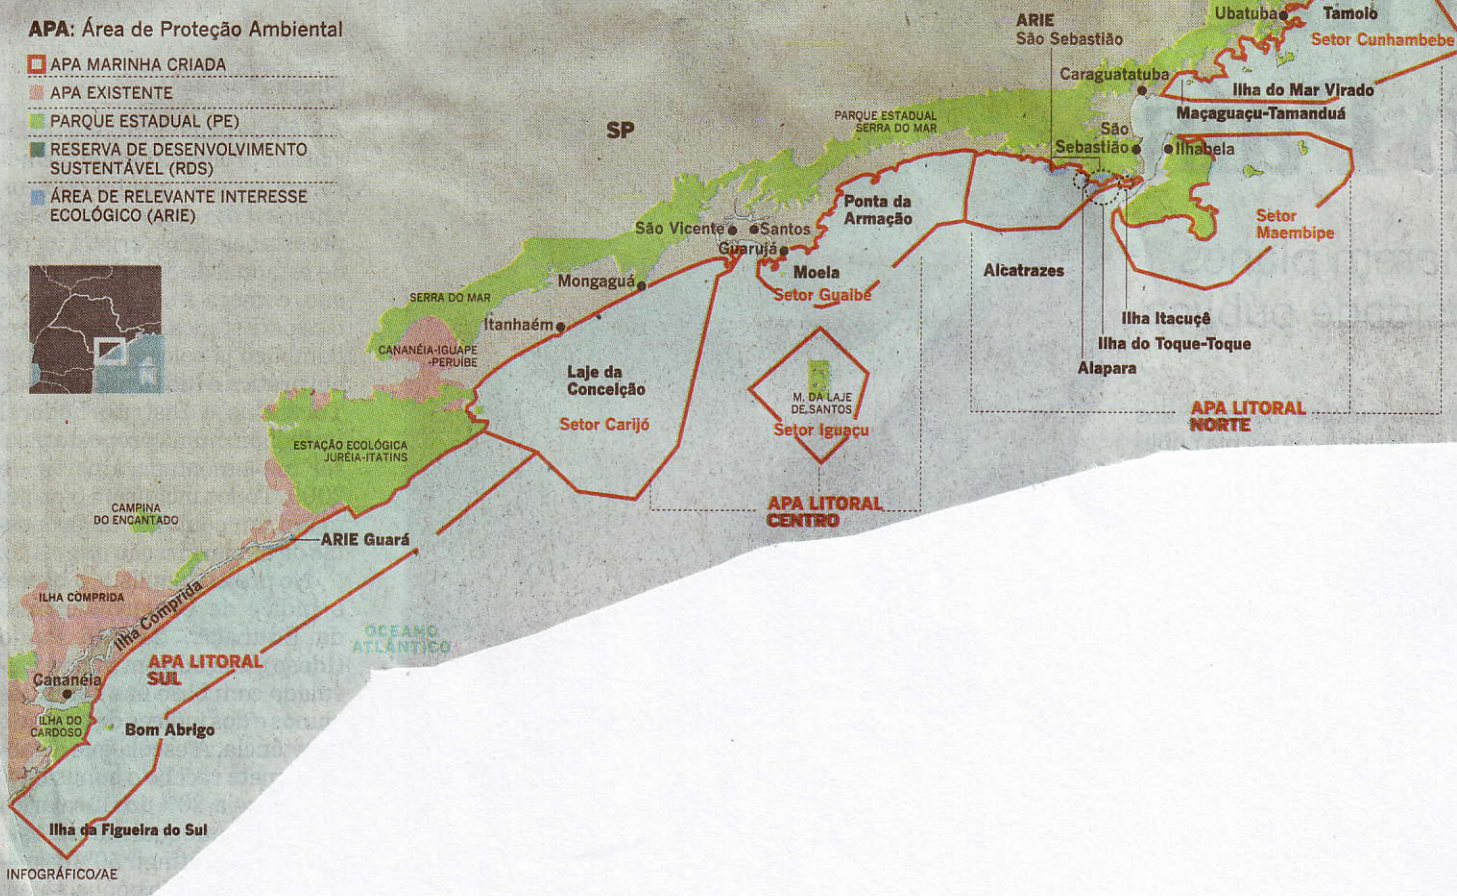 APA: Área de Proteção Ambiental
APA MARINHA CRIADA
APA EXISTENTE
PARQUE ESTADUAL (PE)
RESERVA DE DESENVOLVIMENTO
SUSTENTÁVEL (RDS)
ÁREA DE RELEVANTE INTERESSE
ECOLÓGICO (ARIE)
SP
ARIE
São Sebastião
Ubatuba
Tamoio
Setor Cunhambebe
Caraguatatuba
Ilha do Mar Virado
Maçaguaçu-Tamanduá
PARQUE ESTADUAL
SERRA DO MAR
São
Sebastião
Ilhabela
Ponta da
Armação
Setor
Maembipe
São Vicente
Santos
Guarujá
Moela
Setor Guaibê
Alcatrazes
Mongaguá
SERRA DO MAR
Itanhaém
Ilha Itacuçê
Ilha do Toque-Toque
Alapara
CANANÉIA-IGUAPE
-PERUÍBE
Laje da
Conceição
Setor Carijó
M. DA LAJE
DE SANTOS
Setor Iguaçu
APA LITORAL
NORTE
ESTAÇÃO ECOLÓGICA
JURÉIA-ITATINS
APA LITORAL
CENTRO
CAMPINA
DO ENCANTADO
ARIE Guará
ILHA COMPRIDA
Ilha Comprida
OCEANO
ATLÂNTICO
APA LITORAL
SUL
Cananéia
ILHA DO
CARDOSO
Bom Abrigo
Ilha da Figueira do Sul
INFOGRÁFICO/AE